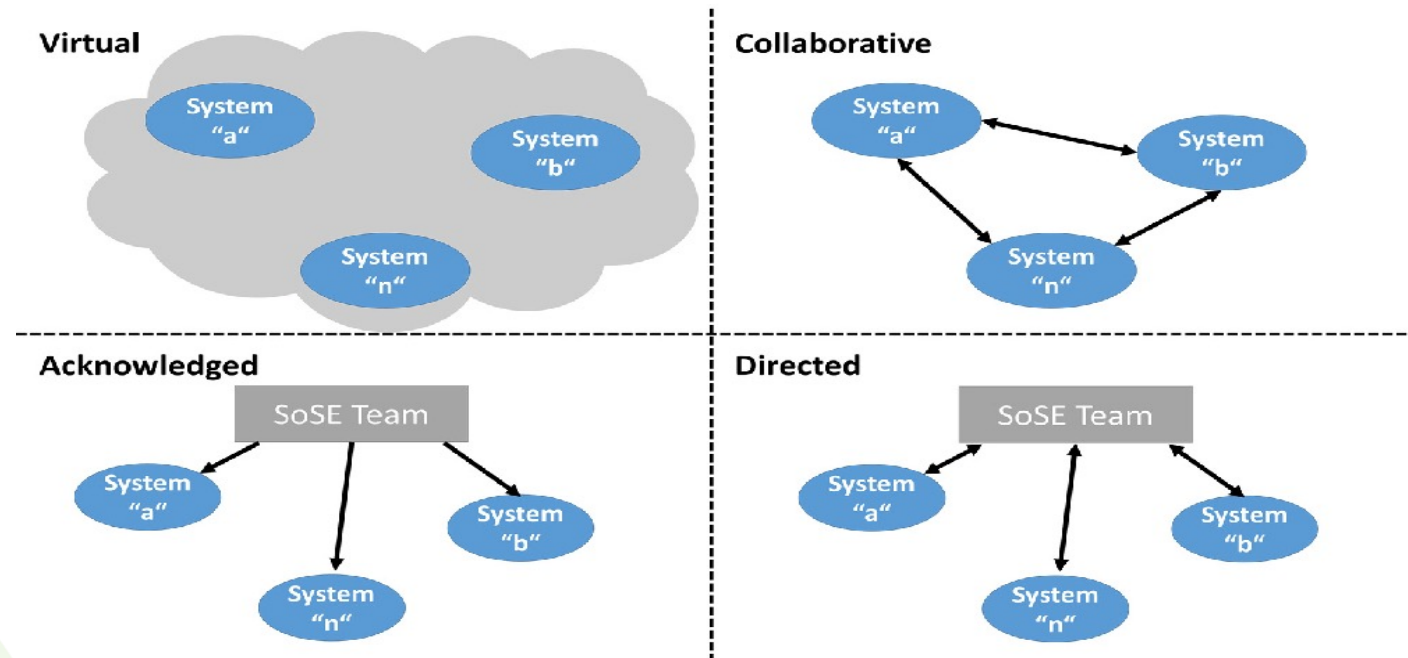 Virtual
System
“a“
System
“b“
System
“n“
Collaborative
System
“a“
System
“b“
System
“n“
Acknowledged
SoSE Team
System
“a“
System
“b“
System
“n“
Directed
SoSE Team
System
“a“
System
“b“
System
“n“